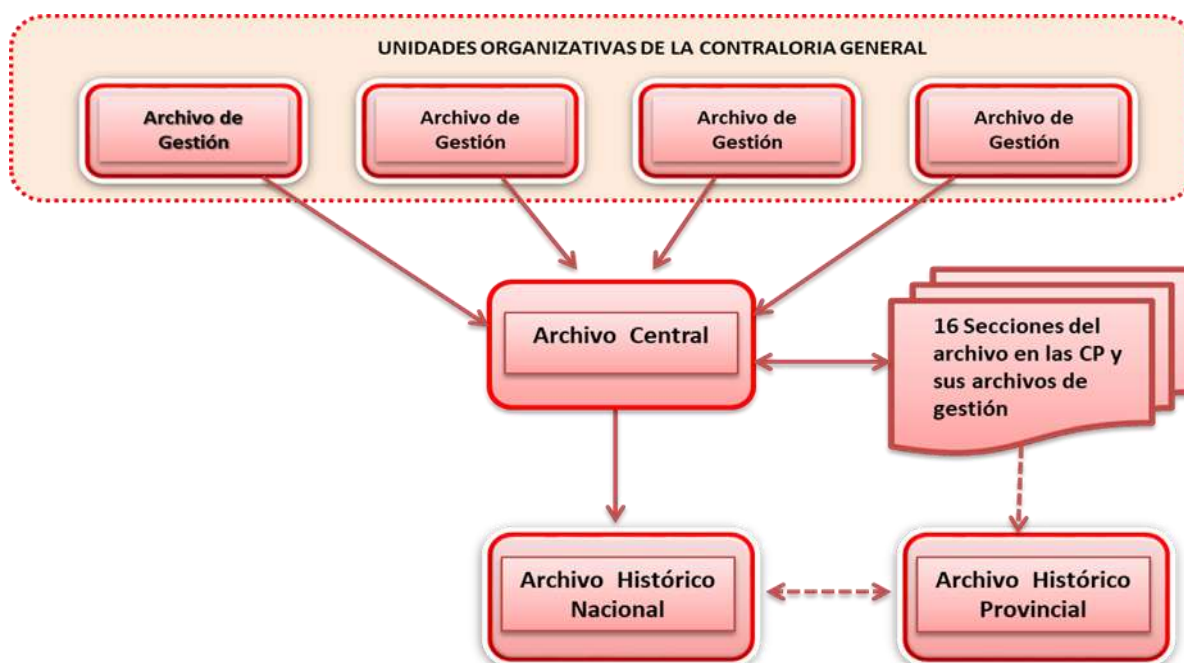 UNIDADES ORGANIZATIVAS DE LA CONTRALORIA GENERAL
Archivo de
Gestión
Archivo de
Gestión
Archivo de
Gestión
Archivo de
Gestión
Archivo Central
16 Secciones del
archivo en las CP y
sus archivos de
gestión
Archivo Histórico
Nacional
Archivo Histórico
Provincial